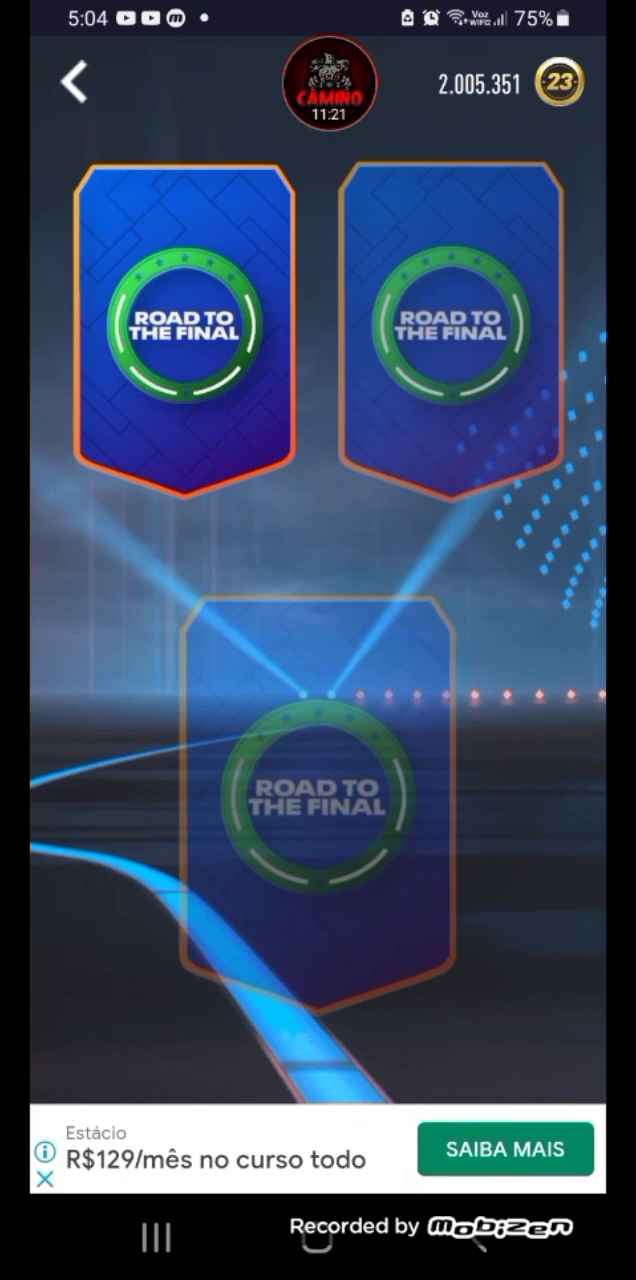 5:04
Voz
WIFI2
75%
CAMINO
11:21
2.005.351
23
ROAD TO
THE FINAL
ROAD TO
THE FINAL
ROAD TO
THE FINAL
Estácio
R$129/mês no curso todo
SAIBA MAIS
Recorded by Mobizen